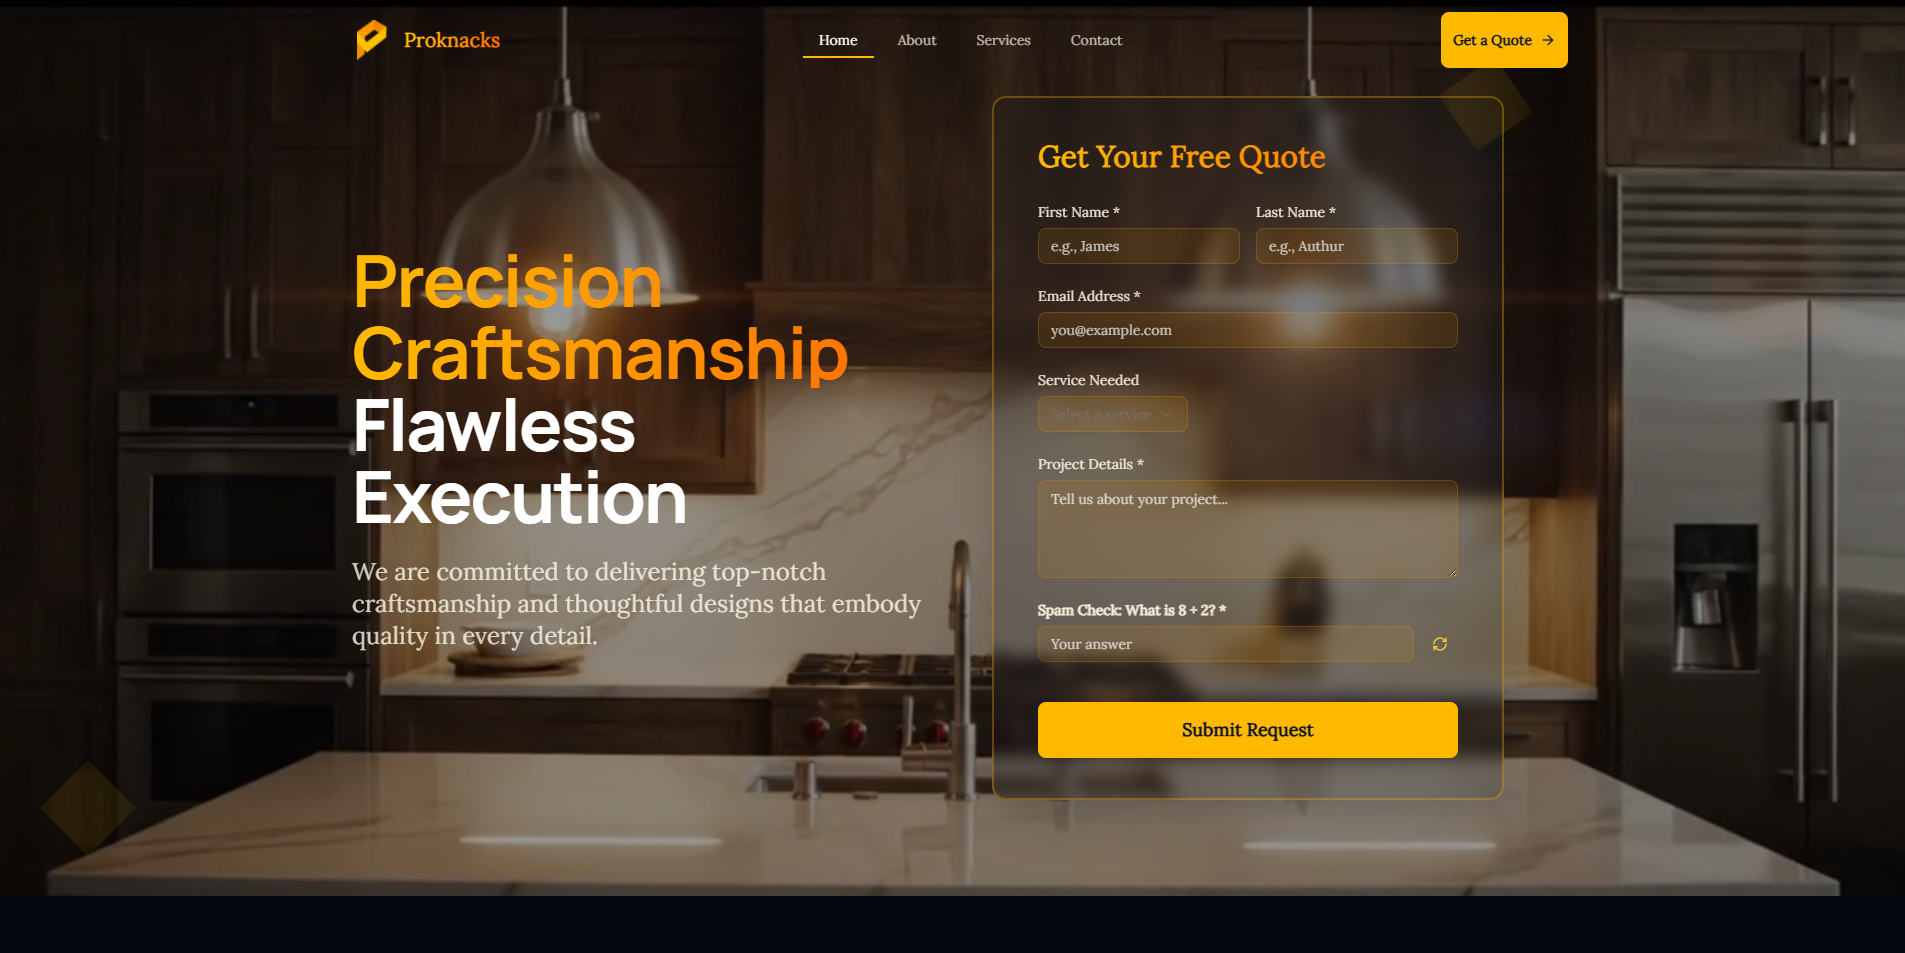 Proknacks
Home
About
Services
Contact
Get a Quote
Precision
Craftsmanship
Flawless
Execution
We are committed to delivering top-notch
craftsmanship and thoughtful designs that embody
quality in every detail.
Get Your Free Quote
First Name *
Last Name *
e.g., James
e.g., Authur
Email Address *
you@example.com
Service Needed
Select a service
Project Details *
Tell us about your project...
Spam Check: What is 8 + 2? *
Your answer
Submit Request